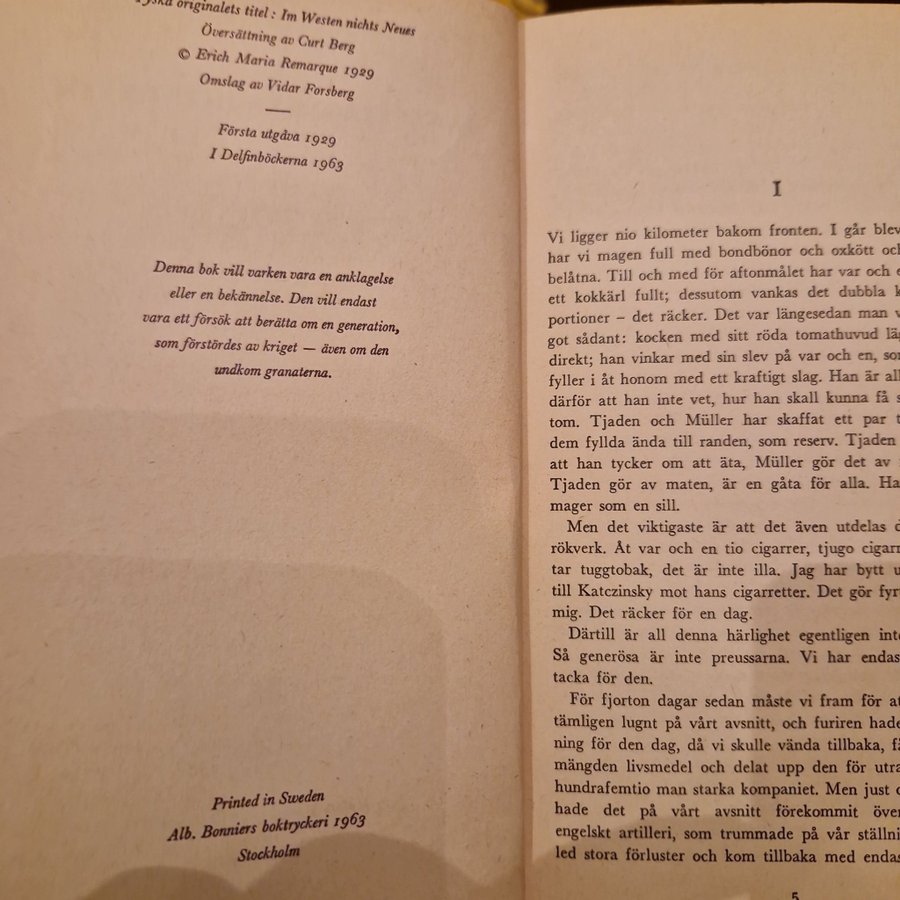 Tyska originalets titel : Im Westen nichts Neues
Översättning av Curt Berg
© Erich Maria Remarque 1929
Omslag av Vidar Forsberg
Första utgåva 1929
I Delfinböckerna 1963
Denna bok vill varken vara en anklagelse
eller en bekännelse. Den vill endast
vara ett försök att berätta om en generation,
som förstördes av kriget — även om den
undkom granaterna.
Printed in Sweden
Alb. Bonniers boktryckeri 1963
Stockholm
I
Vi ligger nio kilometer bakom fronten. I går blev
har vi magen full med bondbönor och oxkött oc
belåtna. Till och med för aftonmålet har var och e
ett kokkärl fullt; dessutom vankas det dubbla k
portioner – det räcker. Det var längesedan man v
got sådant: kocken med sitt röda tomathuvud lä
direkt; han vinkar med sin slev på var och en, so
fyller i åt honom med ett kraftigt slag. Han är al
därför att han inte vet, hur han skall kunna få s
tom. Tjaden och Müller har skaffat ett par t
dem fyllda ända till randen, som reserv. Tjaden
att han tycker om att äta, Müller gör det av
Tjaden gör av maten, är en gåta för alla. Ha
mager som en sill.
Men det viktigaste är att det även utdelas d
rökverk. Åt var och en tio cigarrer, tjugo cigarr
tar tuggtobak, det är inte illa. Jag har bytt u
till Katczinsky mot hans cigarretter. Det gör fyr
mig. Det räcker för en dag.
Därtill är all denna härlighet egentligen int
Så generösa är inte preussarna. Vi har endas
tacka för den.
För fjorton dagar sedan måste vi fram för at
tämligen lugnt på vårt avsnitt, och furiren hade
ning för den dag, då vi skulle vända tillbaka, f
mängden livsmedel och delat upp den för utra
hundrafemtio man starka kompaniet. Men just
hade det på vårt avsnitt förekommit över
engelskt artilleri, som trummade på vår ställni
led stora förluster och kom tillbaka med endas
5